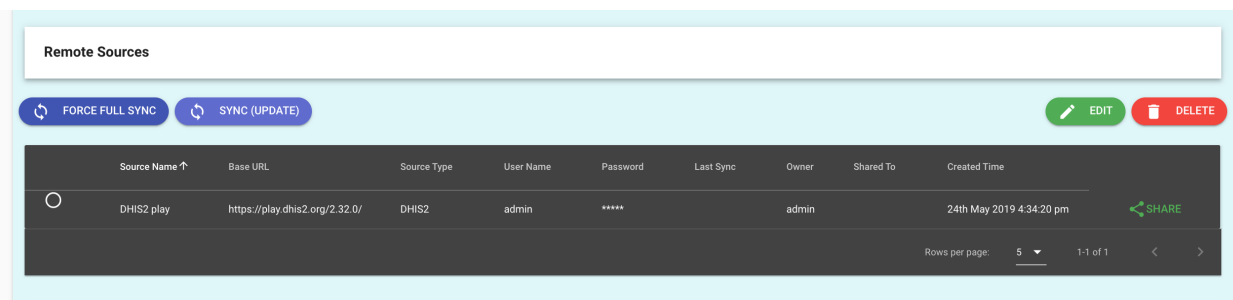 Remote Sources
FORCE FULL SYNC SYNC (UPDATE) EDIT DELETE
Source Name Base URL Source Type User Name Password Last Sync Owner Shared To Created Time
DHIS2 play https://play.dhis2.org/2.32.0/ DHIS2 admin ***** admin 24th May 2019 4:34:20 pm SHARE
Rows per page: 5 1-1 of 1